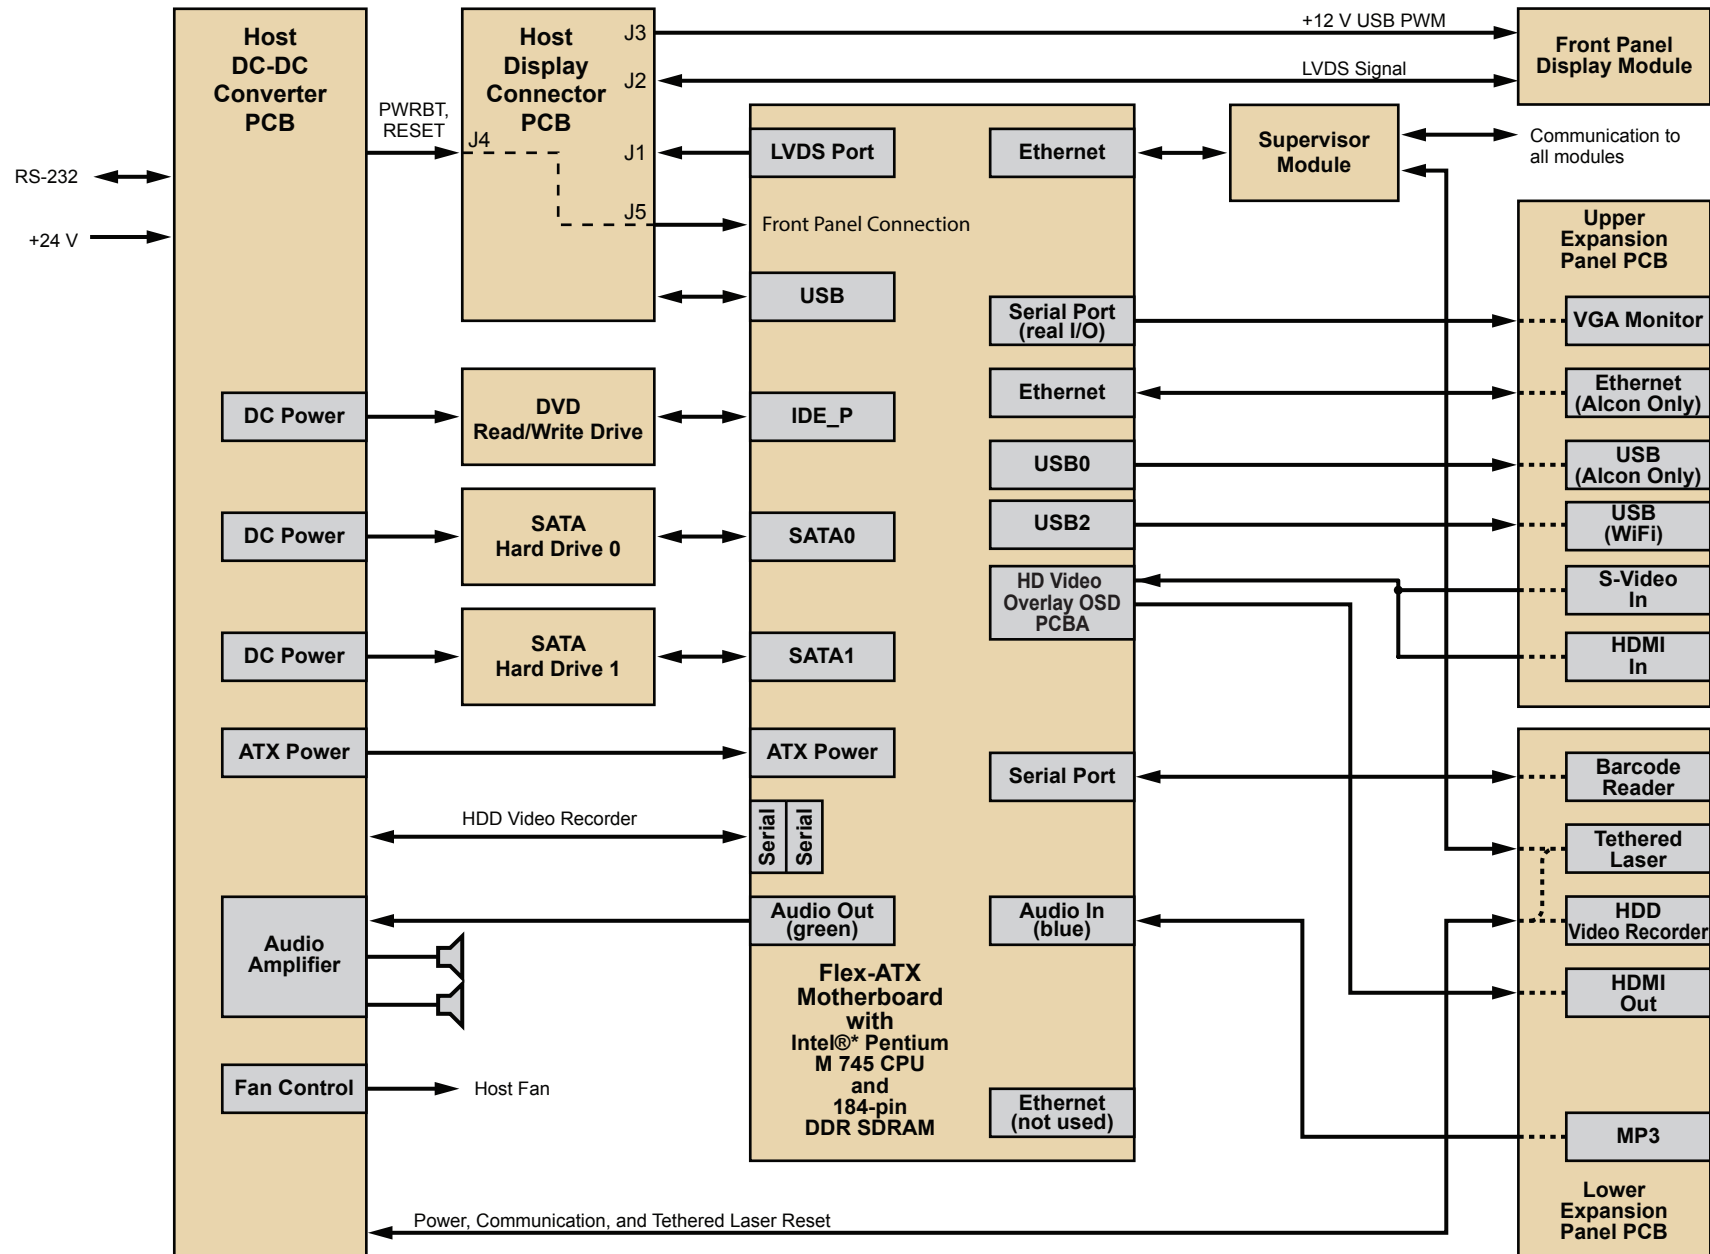 Host
DC-DC
Converter
PCB
RS-232
+24 V
PWRBT,
RESET
Host
Display
Connector
PCB
J3
J2
J4
J1
J5
+12 V USB PWM
LVDS Signal
Front Panel
Display Module
LVDS Port
Ethernet
Supervisor
Module
Communication to
all modules
Front Panel Connection
USB
Serial Port
(real I/O)
Upper
Expansion
Panel PCB
VGA Monitor
DC Power
DVD
Read/Write Drive
IDE_P
Ethernet
Ethernet
(Alcon Only)
USB0
USB
(Alcon Only)
DC Power
SATA
Hard Drive 0
SATA0
USB2
USB
(WiFi)
HD Video
Overlay OSD
PCBA
S-Video
In
DC Power
SATA
Hard Drive 1
SATA1
HDMI
In
ATX Power
ATX Power
Serial Port
Barcode
Reader
HDD Video Recorder
Serial
Serial
Tethered
Laser
Audio
Amplifier
Audio Out
(green)
Audio In
(blue)
HDD
Video Recorder
HDMI
Out
Flex-ATX
Motherboard
with
Intel®* Pentium
M 745 CPU
and
184-pin
DDR SDRAM
Fan Control
Host Fan
Ethernet
(not used)
MP3
Lower
Expansion
Panel PCB
Power, Communication, and Tethered Laser Reset